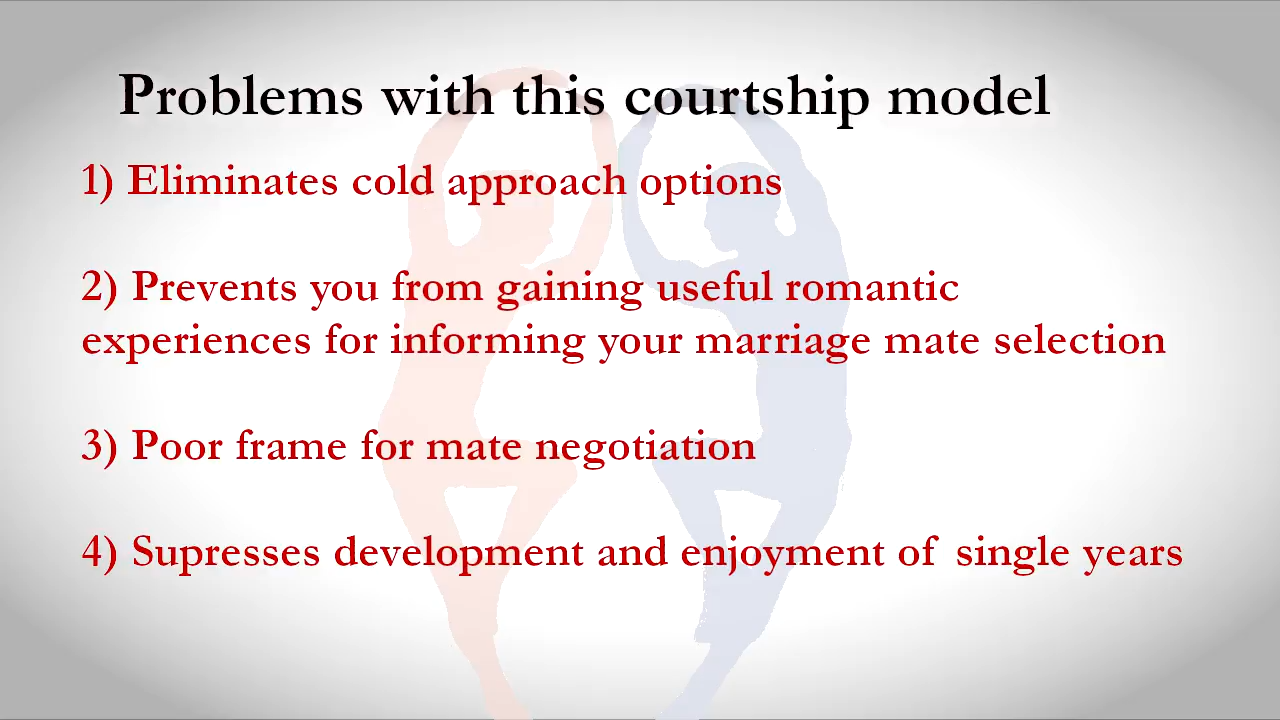 Problems with this courtship model
1) Eliminates cold approach options
2) Prevents you from gaining useful romantic
experiences for informing your marriage mate selection
3) Poor frame for mate negotiation
4) Supresses development and enjoyment of single years